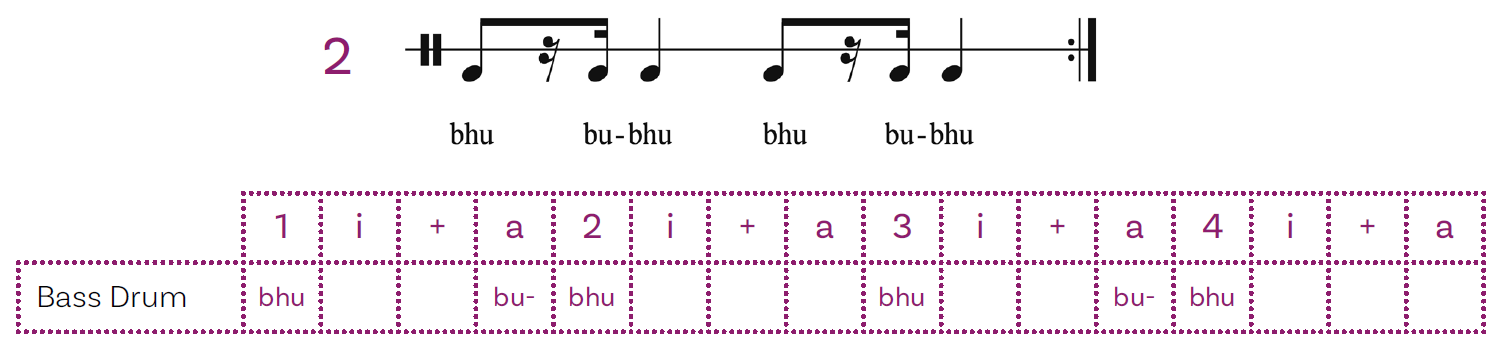 2
bhu bu-bhu bhu bu-bhu
1 i + a 2 i + a 3 i + a 4 i + a
Bass Drum bhu bu- bhu bhu bu- bhu